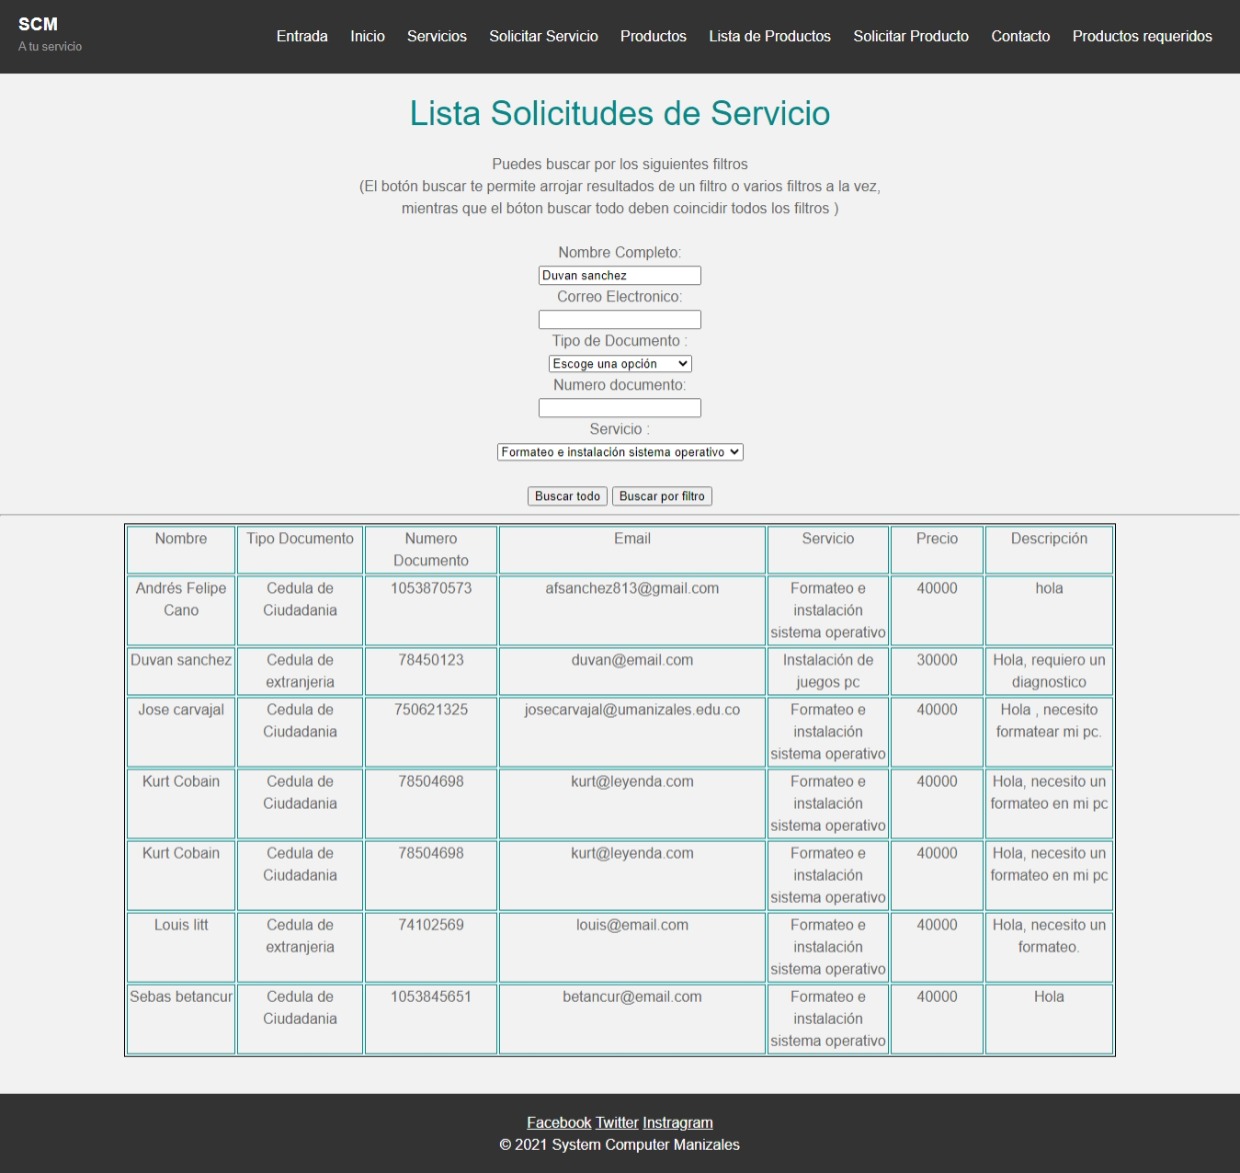 SCM
A tu servicio
Entrada Inicio Servicios Solicitar Servicio Productos Lista de Productos Solicitar Producto Contacto Productos requeridos
Lista Solicitudes de Servicio
Puedes buscar por los siguientes filtros
(El botón buscar te permite arrojar resultados de un filtro o varios filtros a la vez,
mientras que el bóton buscar todo deben coincidir todos los filtros )
Nombre Completo:
Duvan sanchez
Correo Electronico:
Tipo de Documento :
Escoge una opción
Numero documento:
Servicio :
Formateo e instalación sistema operativo
Buscar todo Buscar por filtro
Nombre Tipo Documento Numero Email Servicio Precio Descripción
Documento
Andrés Felipe Cedula de 1053870573 afsanchez813@gmail.com Formateo e 40000 hola
Cano Ciudadania instalación
sistema operativo
Duvan sanchez Cedula de 78450123 duvan@email.com Instalación de 30000 Hola, requiero un
extranjeria juegos pc diagnostico
Jose carvajal Cedula de 750621325 josecarvajal@umanizales.edu.co Formateo e 40000 Hola , necesito
Ciudadania instalación formatear mi pc.
sistema operativo
Kurt Cobain Cedula de 78504698 kurt@leyenda.com Formateo e 40000 Hola, necesito un
Ciudadania instalación formateo en mi pc
sistema operativo
Kurt Cobain Cedula de 78504698 kurt@leyenda.com Formateo e 40000 Hola, necesito un
Ciudadania instalación formateo en mi pc
sistema operativo
Louis litt Cedula de 74102569 louis@email.com Formateo e 40000 Hola, necesito un
extranjeria instalación formateo.
sistema operativo
Sebas betancur Cedula de 1053845651 betancur@email.com Formateo e 40000 Hola
Ciudadania instalación
sistema operativo
Facebook Twitter Instragram
© 2021 System Computer Manizales